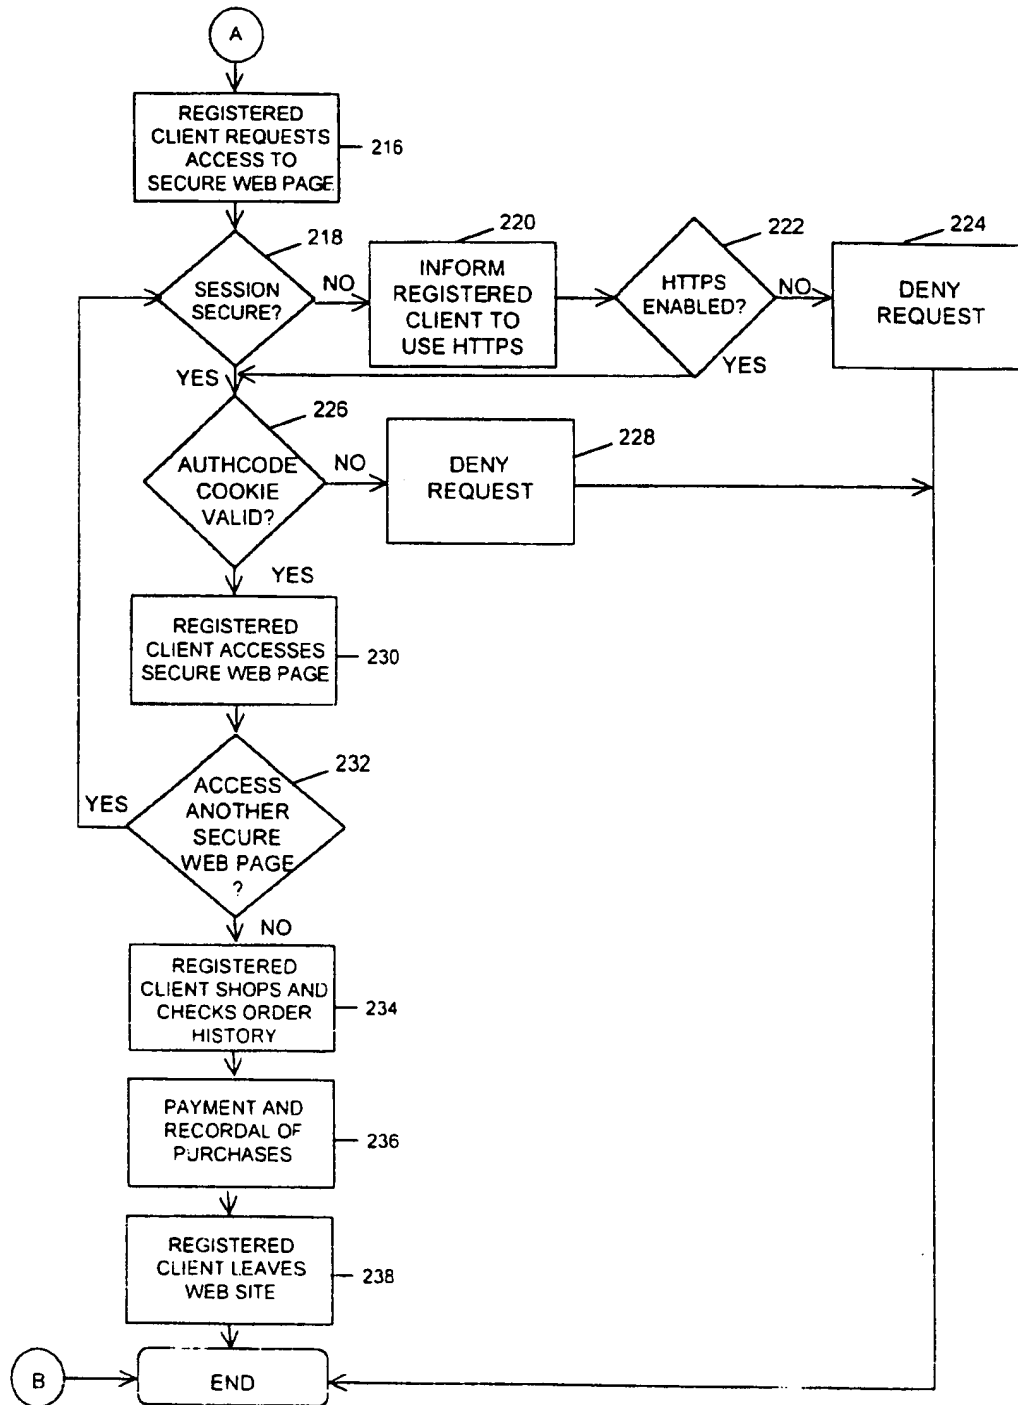 A
REGISTERED
CLIENT REQUESTS
ACCESS TO
SECURE WEB PAGE
216
218
SESSION
SECURE?
NO
YES
220
INFORM
REGISTERED
CLIENT TO
USE HTTPS
222
HTTPS
ENABLED?
NO
YES
224
DENY
REQUEST
226
AUTHCODE
COOKIE
VALID?
NO
YES
228
DENY
REQUEST
REGISTERED
CLIENT ACCESSES
SECURE WEB PAGE
230
232
ACCESS
ANOTHER
SECURE
WEB PAGE
?
YES
NO
REGISTERED
CLIENT SHOPS AND
CHECKS ORDER
HISTORY
234
PAYMENT AND
RECORDAL OF
PURCHASES
236
REGISTERED
CLIENT LEAVES
WEB SITE
238
B
END